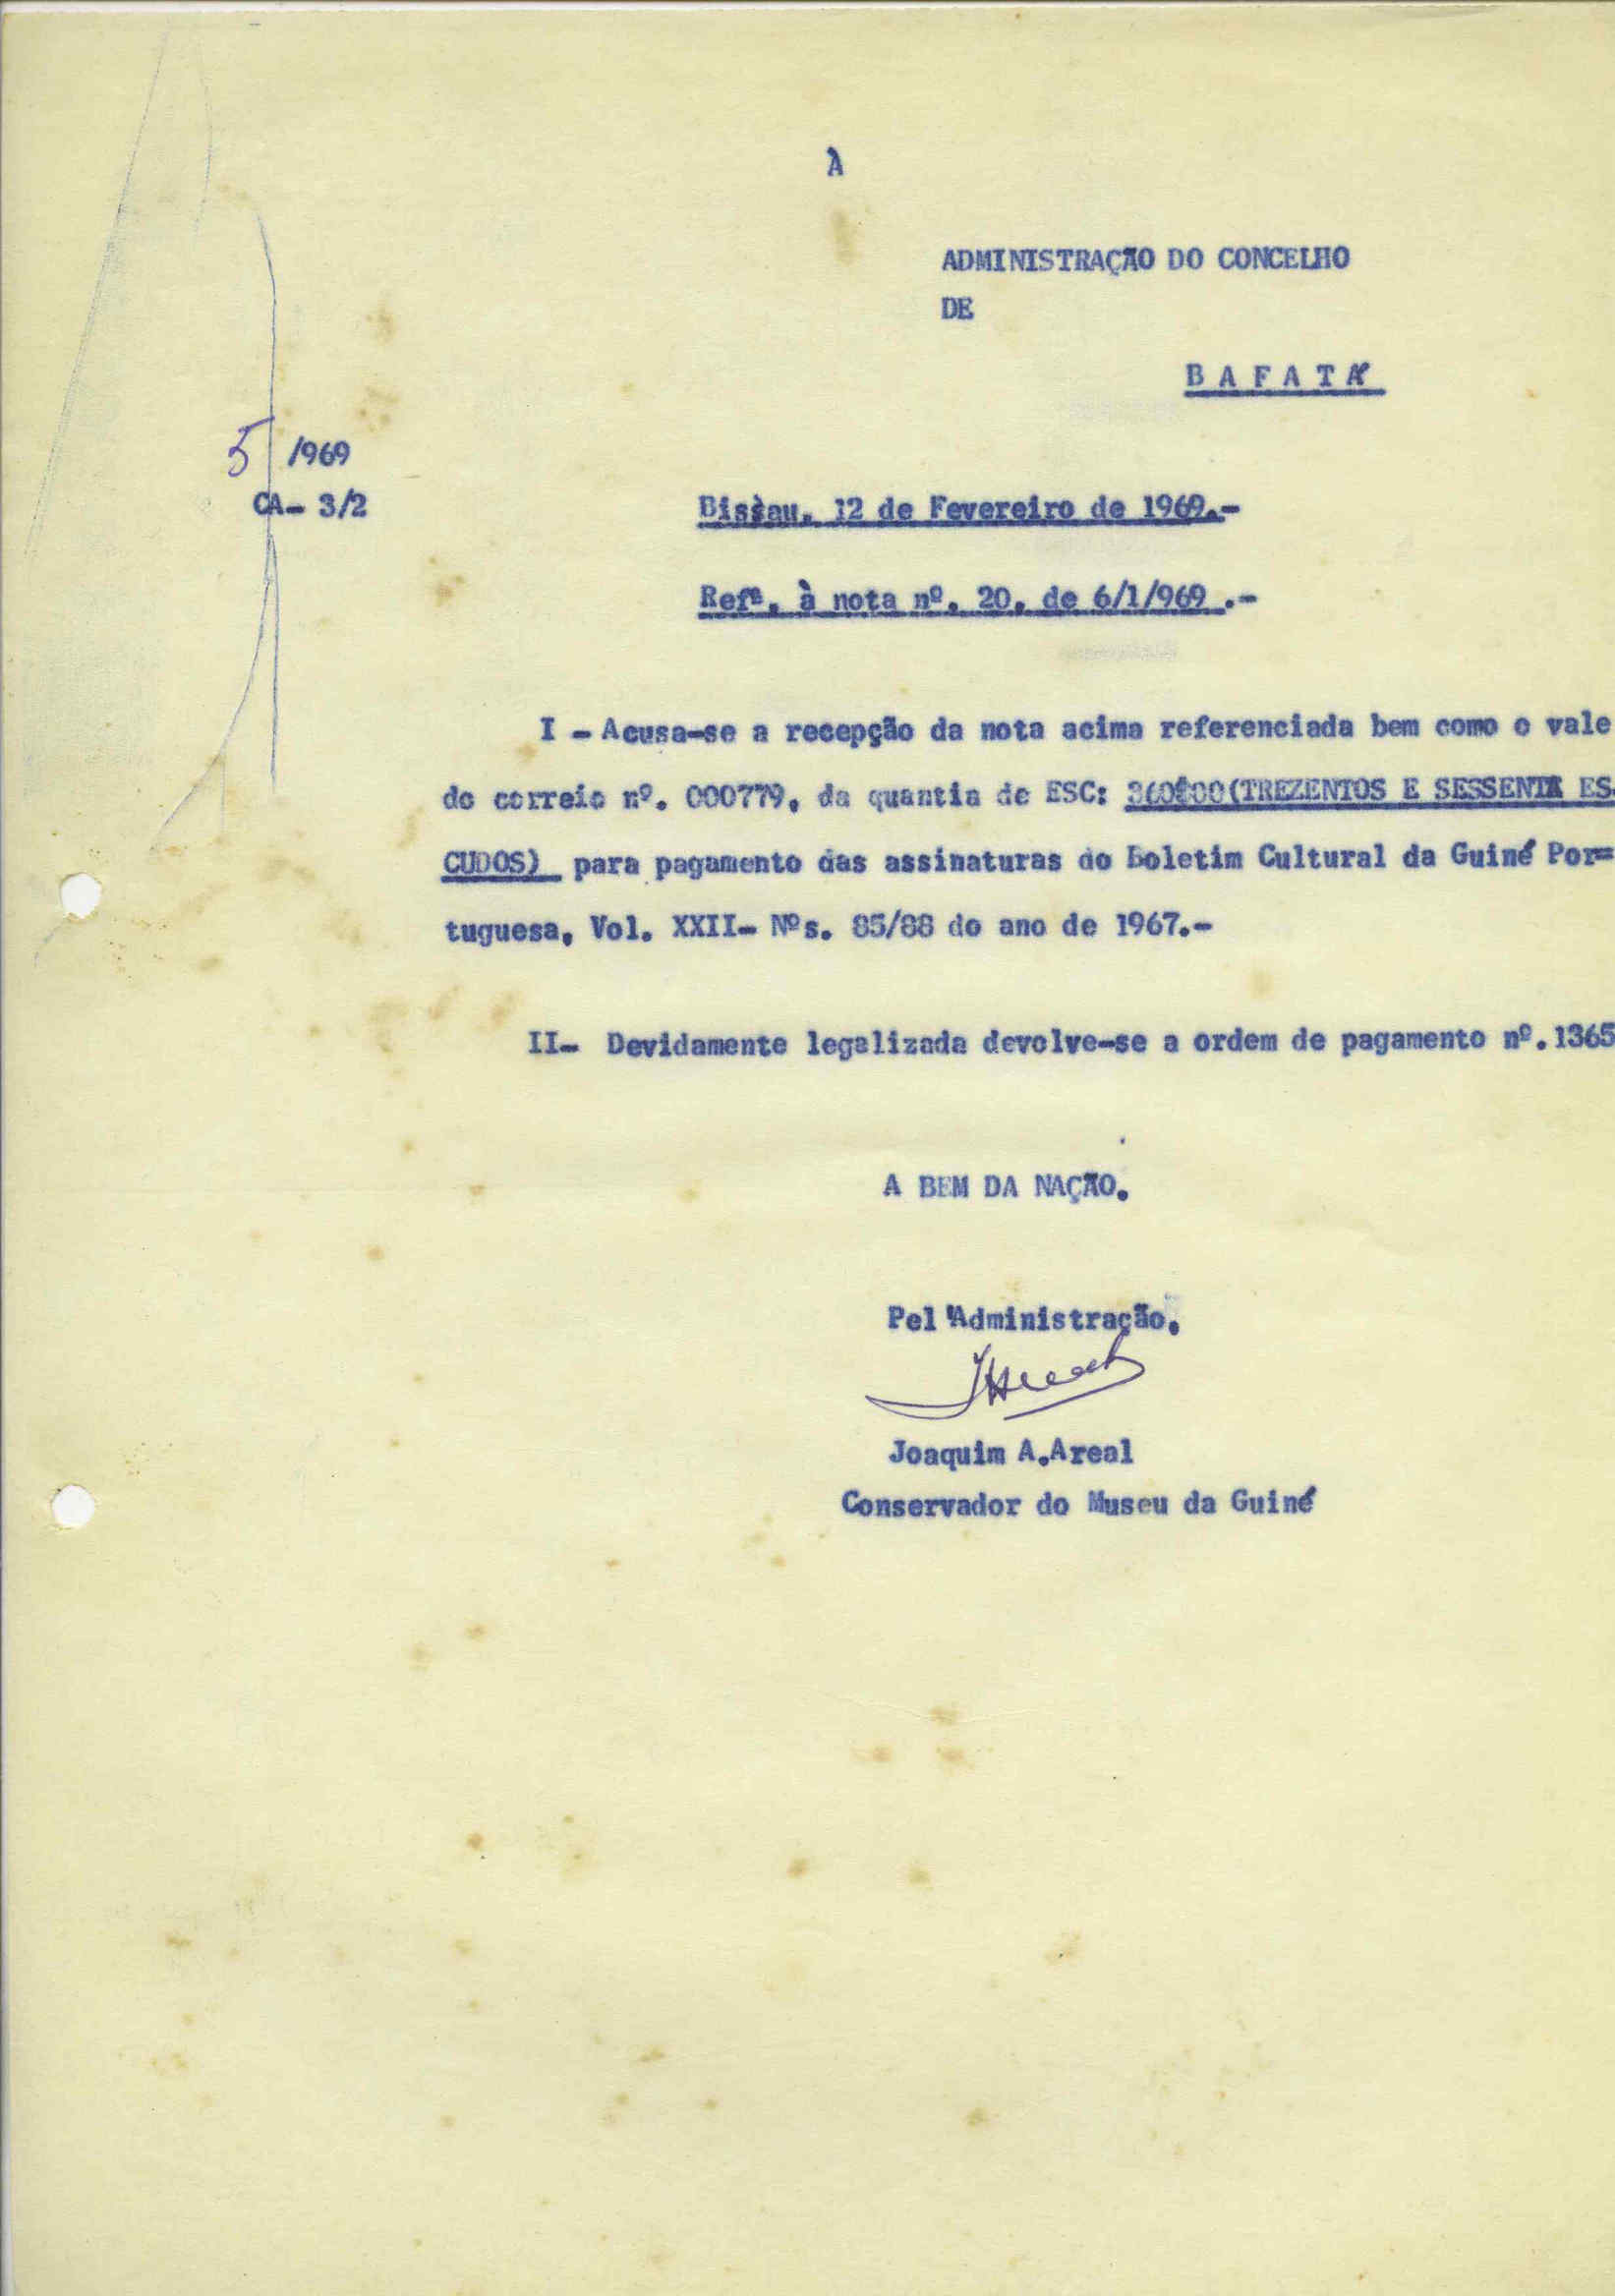 À
ADMINISTRAÇÃO DO CONCELHO
DE
B A F A T Á
5 /969
CA- 3/2
Bissau, 12 de Fevereiro de 1969.-
Refª. à nota nº. 20, de 6/1/969 .-
I - Acusa-se a recepção da nota acima referenciada bem como o vale
do correio nº. 000779, da quantia de ESC: 360$00(TREZENTOS E SESSENTA ES-
CUDOS) para pagamento das assinaturas do Boletim Cultural da Guiné Por=
tuguesa, Vol. XXII- Nºs. 85/88 do ano de 1967.-
II- Devidamente legalizada devolve-se a ordem de pagamento nº.1365
A BEM DA NAÇÃO.
Pel'Administração,
Joaquim A.Areal
Conservador do Museu da Guiné